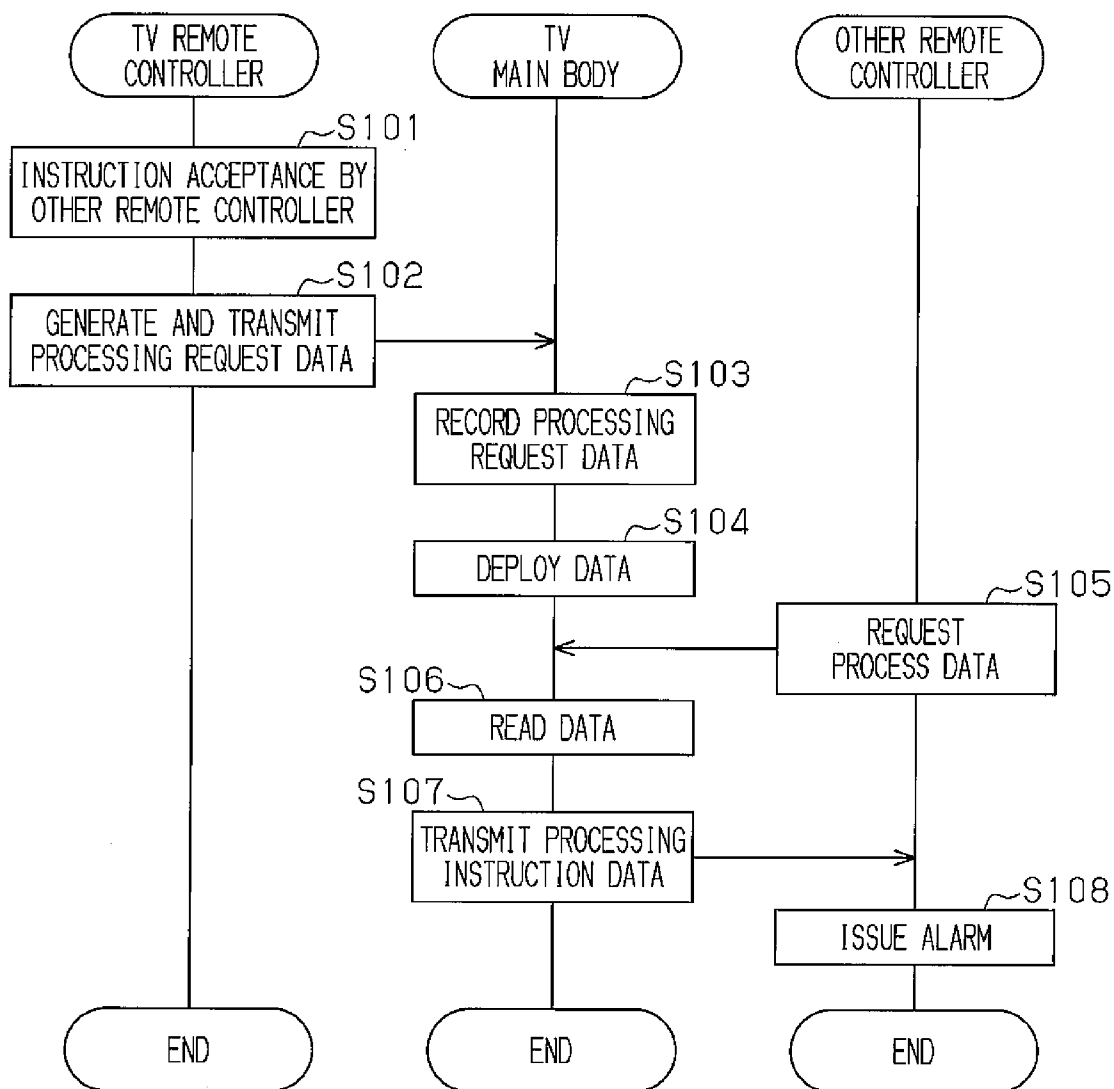 TV REMOTE
CONTROLLER
TV
MAIN BODY
OTHER REMOTE
CONTROLLER
S101
INSTRUCTION ACCEPTANCE BY
OTHER REMOTE CONTROLLER
S102
GENERATE AND TRANSMIT
PROCESSING REQUEST DATA
S103
RECORD PROCESSING
REQUEST DATA
S104
DEPLOY DATA
S105
REQUEST
PROCESS DATA
S106
READ DATA
S107
TRANSMIT PROCESSING
INSTRUCTION DATA
S108
ISSUE ALARM
END
END
END